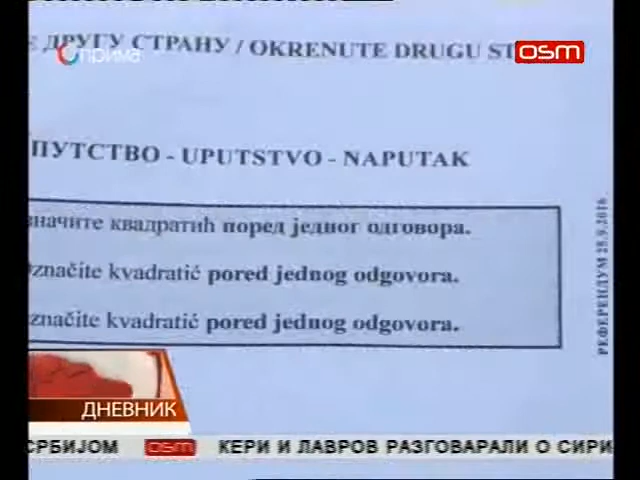 Е ДРУГУ СТРАНУ / OKRENUTE DRUGU ST
прима
OSM
ПУТСТВО - UPUTSTVO - NAPUTAK
значите квадратић поред једног одговора.
značite kvadratić pored jednog odgovora.
značite kvadratić pored jednog odgovora.
РЕФЕРЕНДУМ 25.9.2016
ДНЕВНИК
СРБИЈОМ OSM КЕРИ И ЛАВРОВ РАЗГОВАРАЛИ О СИРИ